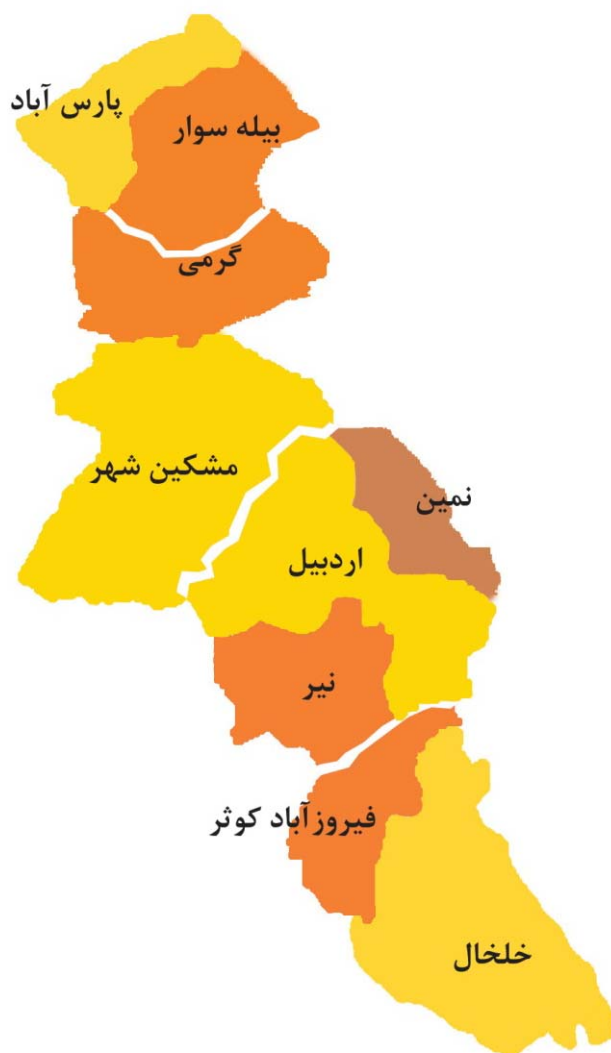 پارس آباد
بیله سوار
گرمی
مشکین شهر
نمین
اردبیل
نیر
فیروزآباد کوثر
خلخال